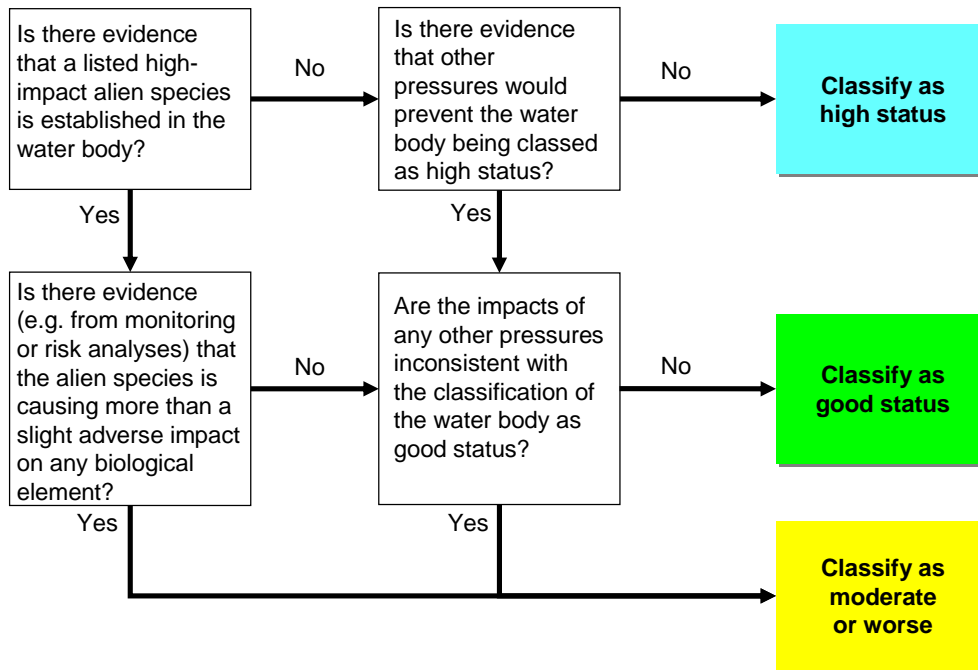 Is there evidence
that a listed high-
impact alien species
is established in the
water body?
No
Is there evidence
that other
pressures would
prevent the water
body being classed
as high status?
No
Classify as
high status
Yes
Yes
Is there evidence
(e.g. from monitoring
or risk analyses) that
the alien species is
causing more than a
slight adverse impact
on any biological
element?
No
Are the impacts of
any other pressures
inconsistent with
the classification of
the water body as
good status?
No
Classify as
good status
Yes
Yes
Classify as
moderate
or worse